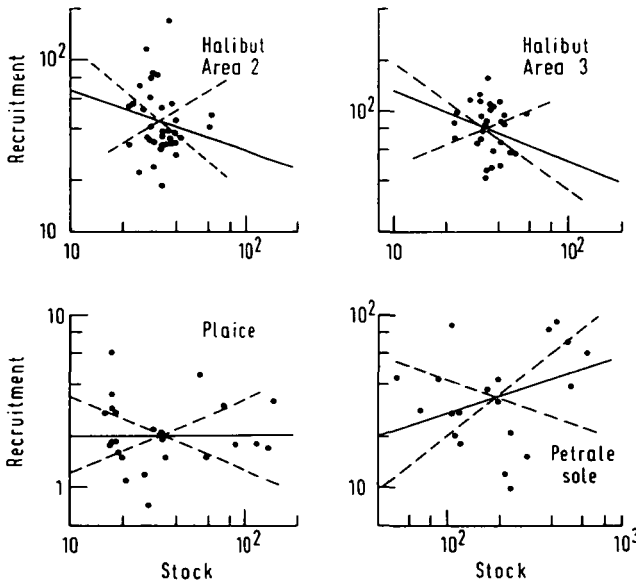 Recruitment
10²
10
Halibut
Area 2
10
10²
10²
Halibut
Area 3
10
10²
Recruitment
10
1
Plaice
10
10²
Stock
10²
10
Petrale
sole
10²
10³
Stock